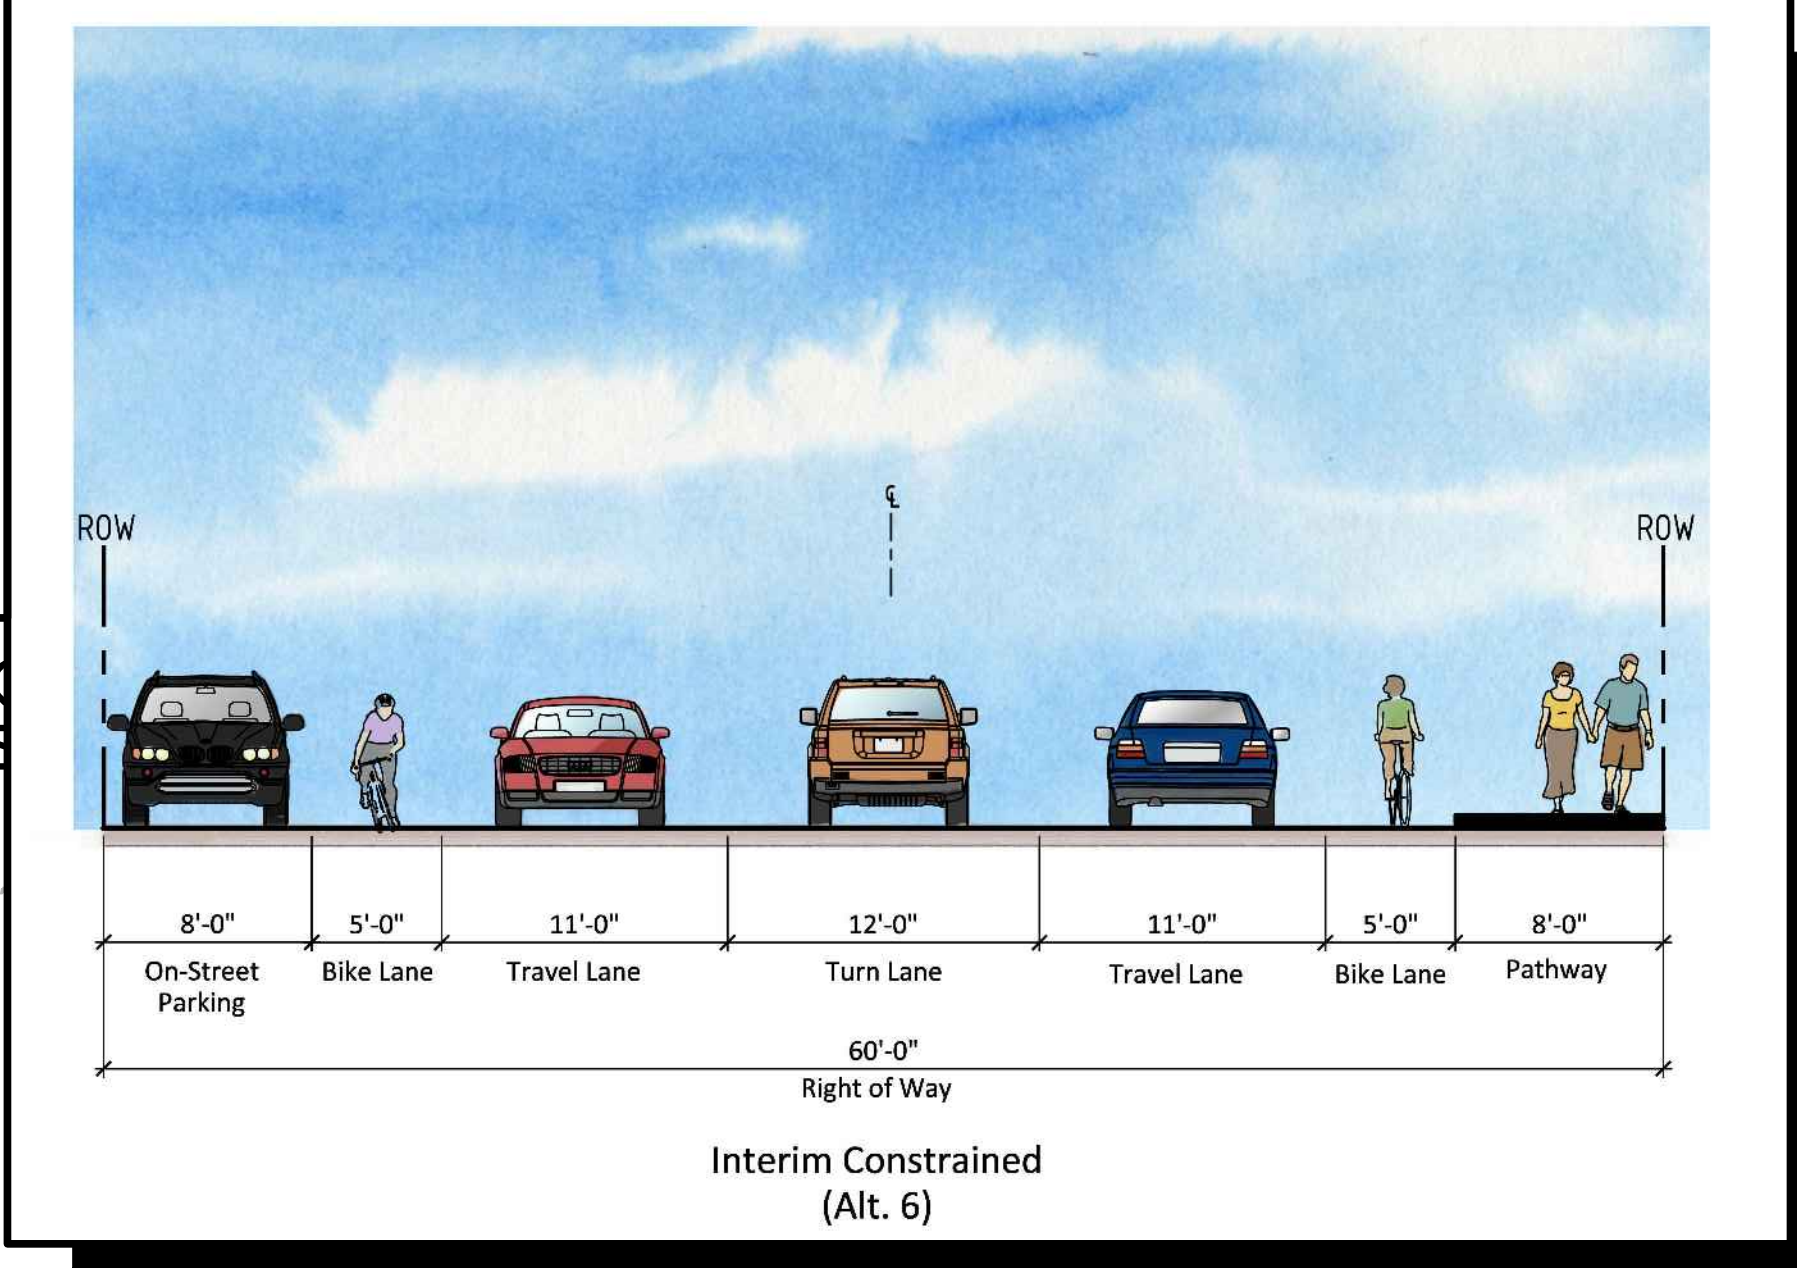 ℄
ROW
ROW
8'-0"
5'-0"
11'-0"
12'-0"
11'-0"
5'-0"
8'-0"
On-Street
Parking
Bike Lane
Travel Lane
Turn Lane
Travel Lane
Bike Lane
Pathway
60'-0"
Right of Way
Interim Constrained
(Alt. 6)